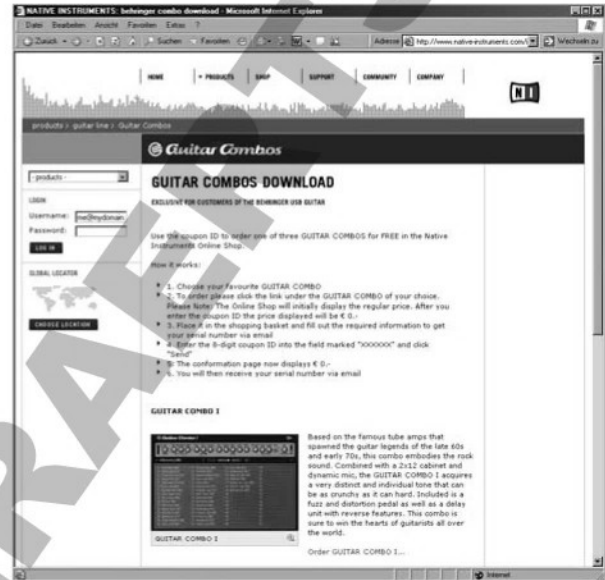 NATIVE INSTRUMENTS: behringer combo download - Microsoft Internet Explorer
Datei Bearbeiten Ansicht Favoriten Extras ?
Zurück Suchen Favoriten Adresse http://www.native-instruments.com/ Wechseln zu
HOME PRODUCTS SHOP SUPPORT COMMUNITY COMPANY
NI
products > guitar line > Guitar Combos
Guitar Combos
- products -
LOGIN
Username: me@mydomain
Password:
LOG IN
GLOBAL LOCATOR
CHOOSE LOCATION
GUITAR COMBOS DOWNLOAD
EXCLUSIVE FOR CUSTOMERS OF THE BEHRINGER USB GUITAR
Use the coupon ID to order one of three GUITAR COMBOS for FREE in the Native
Instruments Online Shop.
How it works:
1. Choose your favourite GUITAR COMBO
2. To order please click the link under the GUITAR COMBO of your choice.
Please Note: The Online Shop will initially display the regular price. After you
enter the coupon ID the price displayed will be € 0.-
3. Place it in the shopping basket and fill out the required information to get
your serial number via email
4. Enter the 8-digit coupon ID into the field marked "XXXXXX" and click
"Send"
5. The conformation page now displays € 0.-
6. You will then receive your serial number via email
GUITAR COMBO I
Based on the famous tube amps that
spawned the guitar legends of the late 60s
and early 70s, this combo embodies the rock
sound. Combined with a 2x12 cabinet and
dynamic mic, the GUITAR COMBO I acquires
a very distinct and individual tone that can
be as crunchy as it can hard. Included is a
fuzz and distortion pedal as well as a delay
unit with reverse features. This combo is
sure to win the hearts of guitarists all over
the world.
GUITAR COMBO I
Order GUITAR COMBO I...
Internet